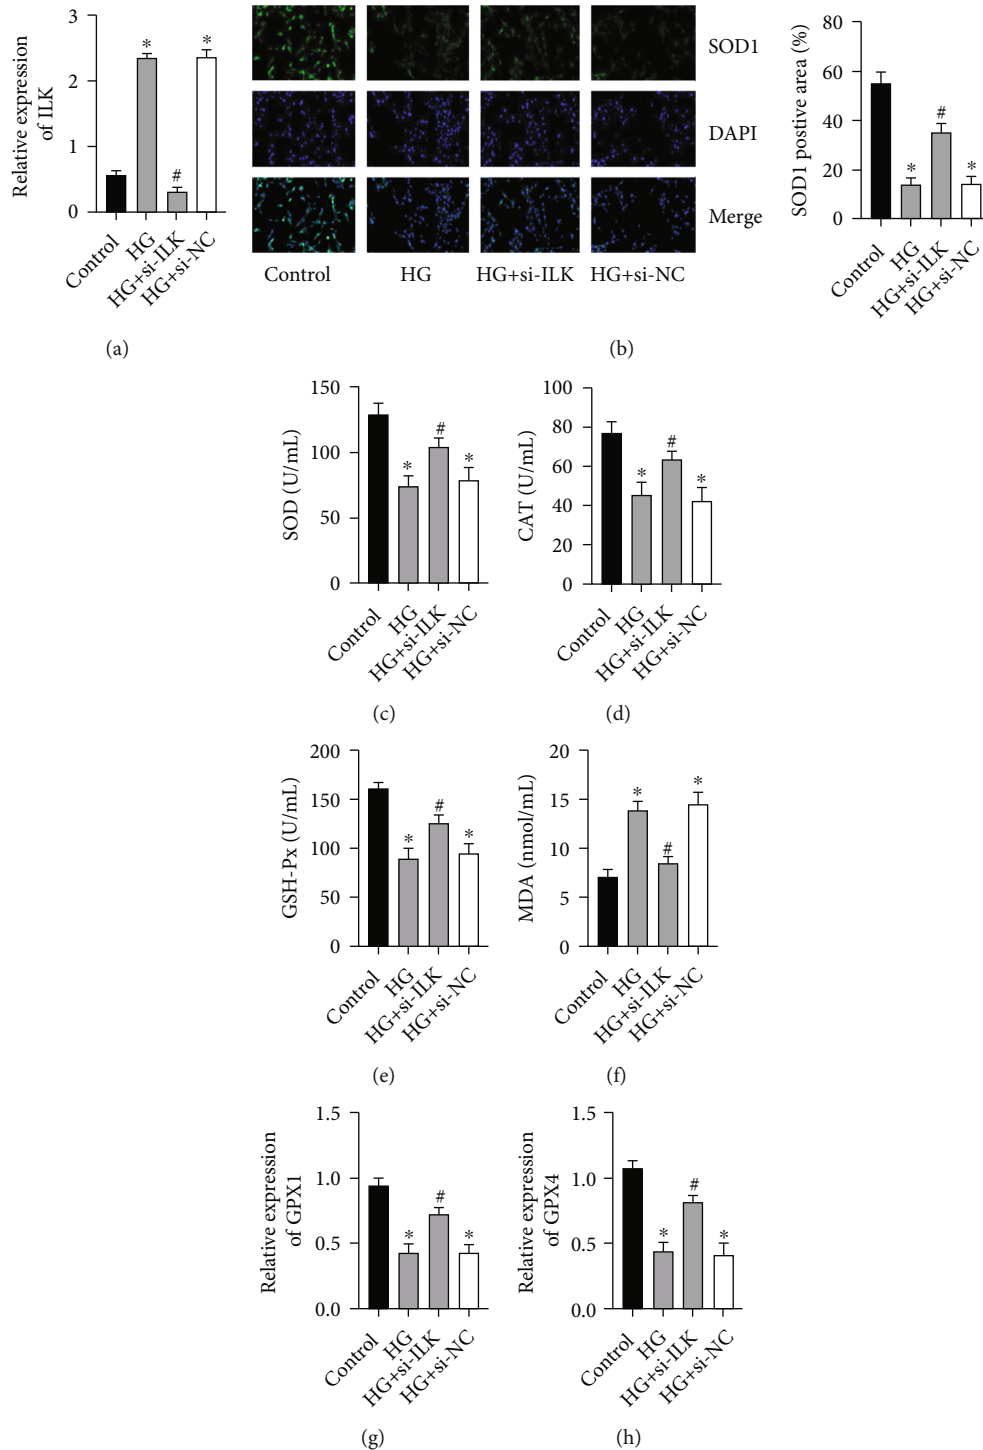 Relative expression
of ILK
3
2
1
0
*
#
*
Control
HG
HG+si-ILK
HG+si-NC
(a)
SOD1
DAPI
Merge
Control
HG
HG+si-ILK
HG+si-NC
SOD1 postive area (%)
80
60
40
20
0
*
#
*
Control
HG
HG+si-ILK
HG+si-NC
(b)
SOD (U/mL)
150
100
50
0
*
#
*
Control
HG
HG+si-ILK
HG+si-NC
(c)
CAT (U/mL)
100
80
60
40
20
0
*
#
*
Control
HG
HG+si-ILK
HG+si-NC
(d)
GSH-Px (U/mL)
200
150
100
50
0
*
#
*
Control
HG
HG+si-ILK
HG+si-NC
(e)
MDA (nmol/mL)
20
15
10
5
0
*
#
*
Control
HG
HG+si-ILK
HG+si-NC
(f)
Relative expression
of GPX1
1.5
1.0
0.5
0.0
*
#
*
Control
HG
HG+si-ILK
HG+si-NC
(g)
Relative expression
of GPX4
1.5
1.0
0.5
0.0
*
#
*
Control
HG
HG+si-ILK
HG+si-NC
(h)